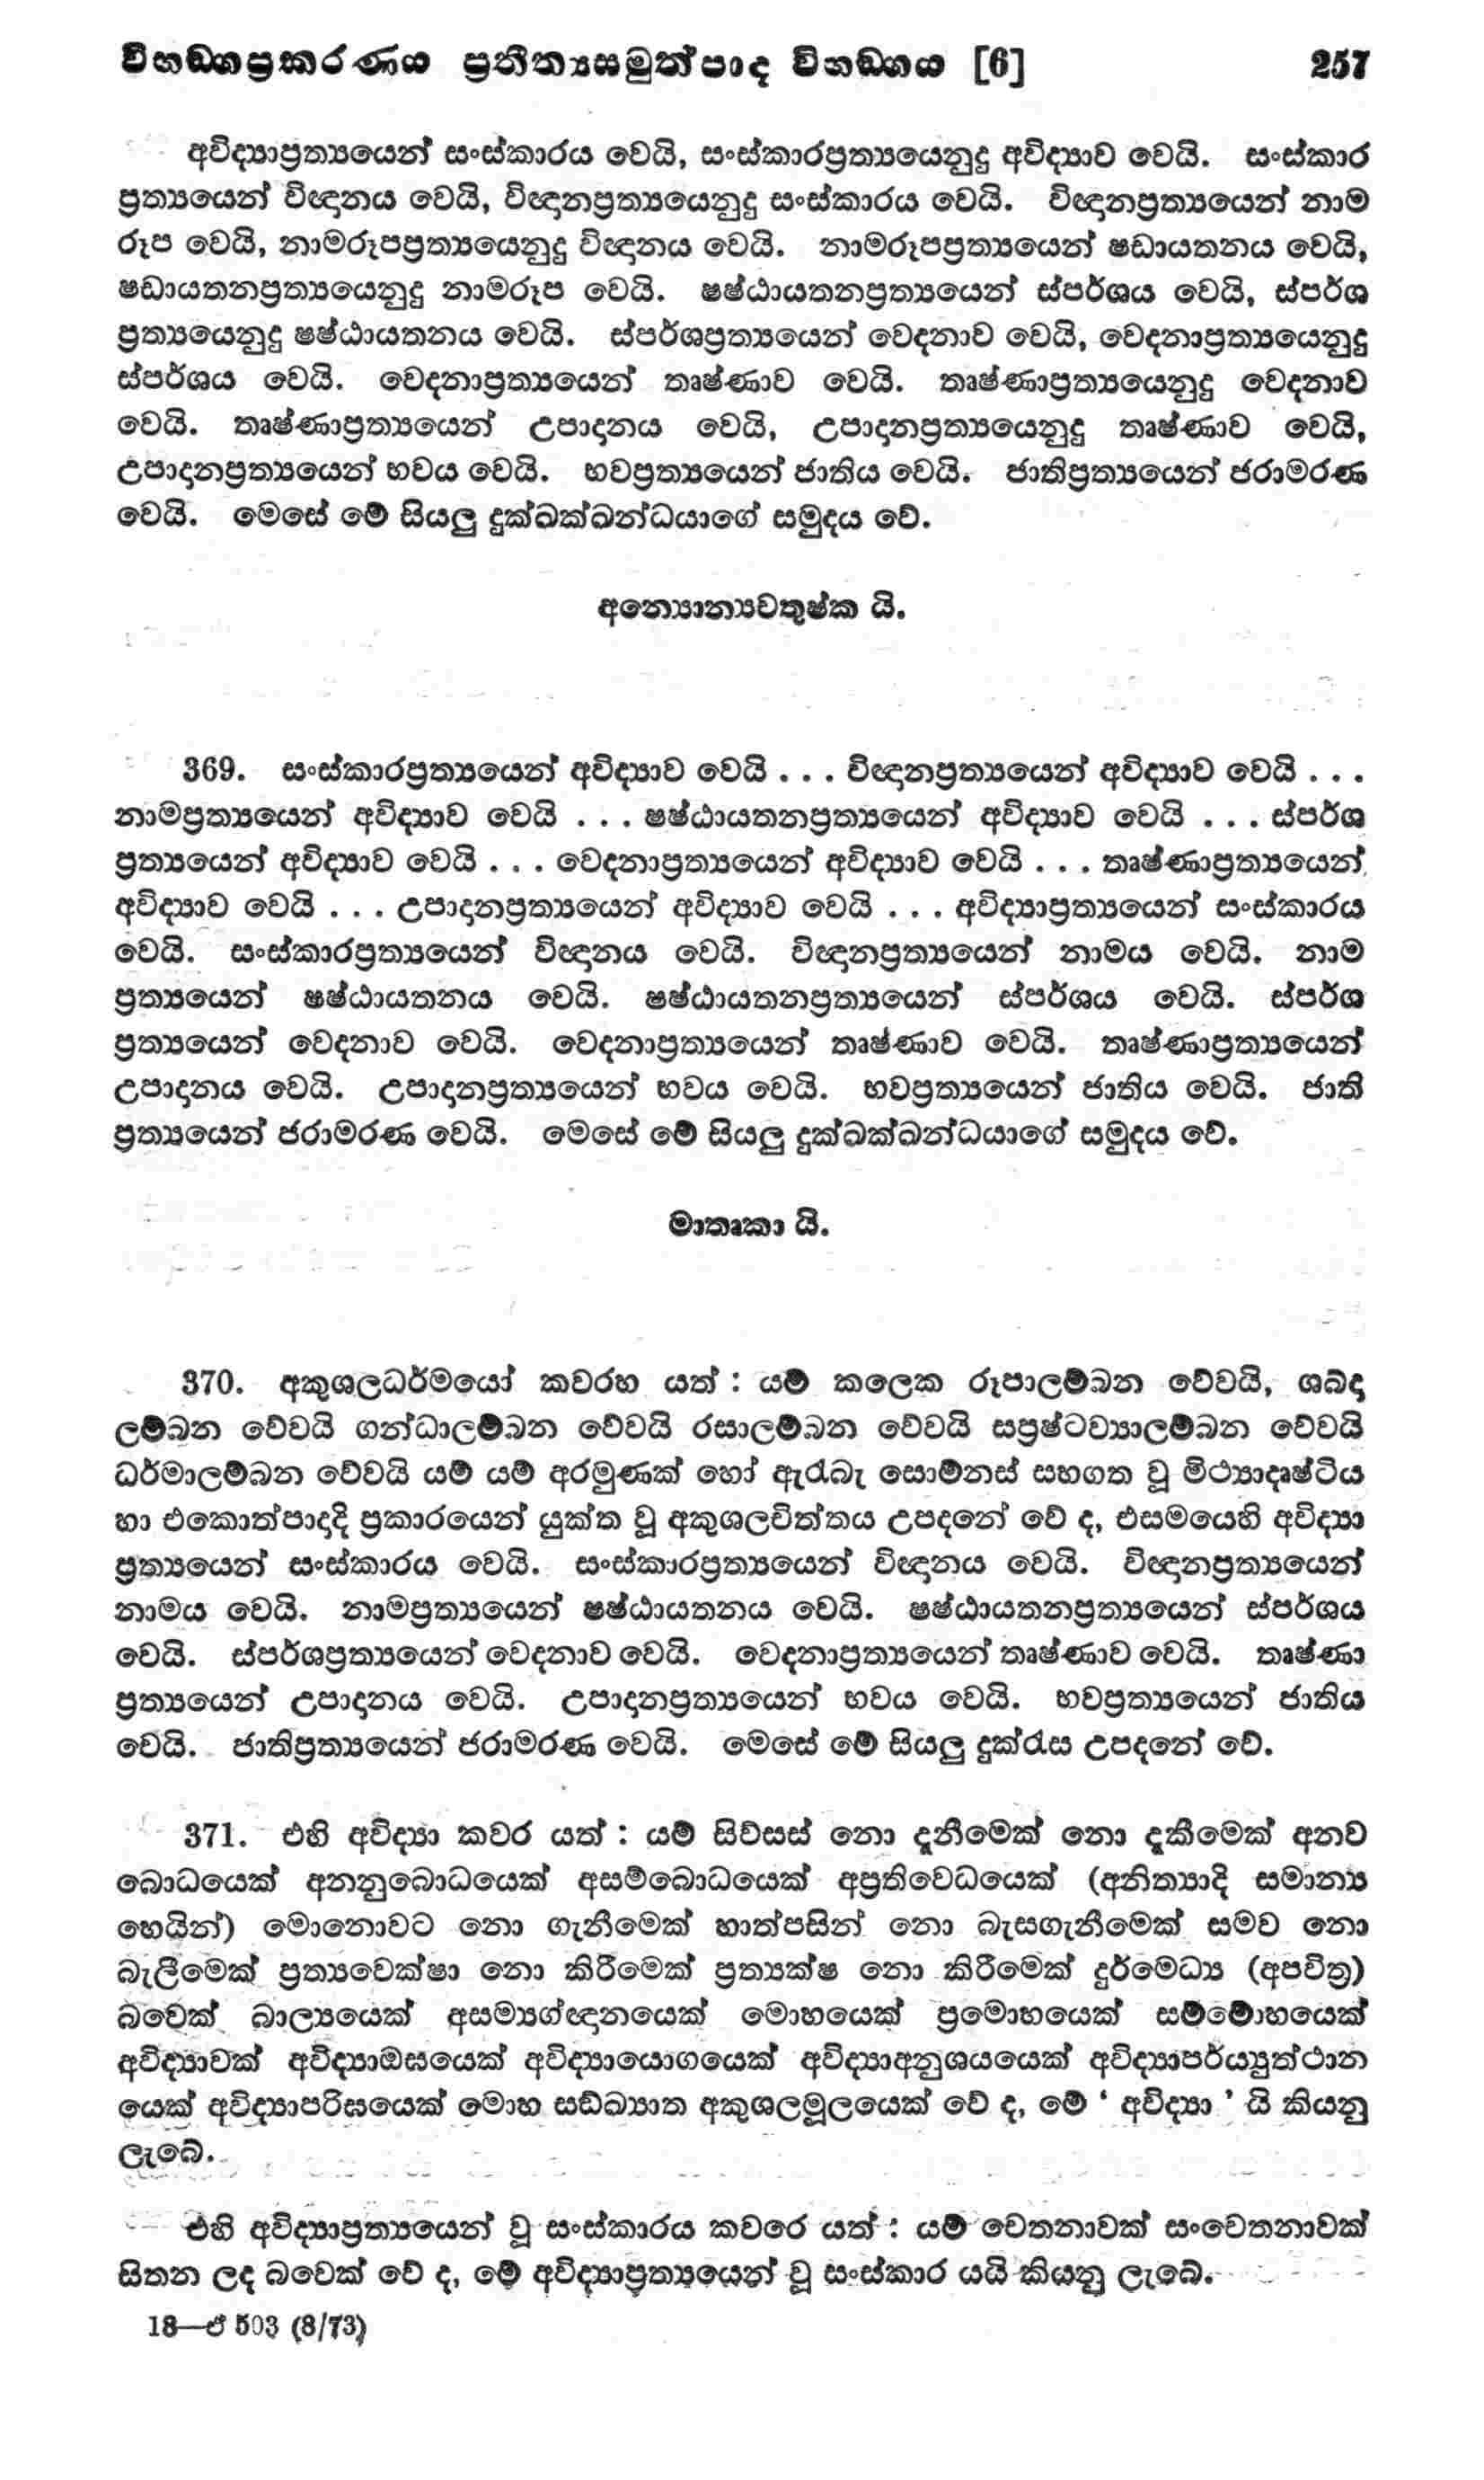 විභඞ්ගප්‍රකරණය ප්‍රතීත්‍යසමුත්පාද විභඞ්ගය [6] 257
අවිද්‍යාප්‍රත්‍යයෙන් සංස්කාරය වෙයි, සංස්කාරප්‍රත්‍යයෙනුදු අවිද්‍යාව වෙයි. සංස්කාර
ප්‍රත්‍යයෙන් විඥානය වෙයි, විඥානප්‍රත්‍යයෙනුදු සංස්කාරය වෙයි. විඥානප්‍රත්‍යයෙන් නාම
රූප වෙයි, නාමරූපප්‍රත්‍යයෙනුදු විඥානය වෙයි. නාමරූපප්‍රත්‍යයෙන් ෂඩායතනය වෙයි,
ෂඩායතනප්‍රත්‍යයෙනුදු නාමරූප වෙයි. ෂෂ්ඨායතනප්‍රත්‍යයෙන් ස්පර්ශය වෙයි, ස්පර්ශ
ප්‍රත්‍යයෙනුදු ෂෂ්ඨායතනය වෙයි. ස්පර්ශප්‍රත්‍යයෙන් වෙදනාව වෙයි, වෙදනාප්‍රත්‍යයෙනුදු
ස්පර්ශය වෙයි. වෙදනාප්‍රත්‍යයෙන් තෘෂ්ණාව වෙයි. තෘෂ්ණාප්‍රත්‍යයෙනුදු වෙදනාව
වෙයි. තෘෂ්ණාප්‍රත්‍යයෙන් උපාදානය වෙයි, උපාදානප්‍රත්‍යයෙනුදු තෘෂ්ණාව වෙයි,
උපාදානප්‍රත්‍යයෙන් භවය වෙයි. භවප්‍රත්‍යයෙන් ජාතිය වෙයි. ජාතිප්‍රත්‍යයෙන් ජරාමරණ
වෙයි. මෙසේ මේ සියලු දුක්ඛක්ඛන්ධයාගේ සමුදය වේ.
අන්‍යොන්‍යචතුෂ්ක යි.
369. සංස්කාරප්‍රත්‍යයෙන් අවිද්‍යාව වෙයි . . . විඥානප්‍රත්‍යයෙන් අවිද්‍යාව වෙයි . . .
නාමප්‍රත්‍යයෙන් අවිද්‍යාව වෙයි . . . ෂෂ්ඨායතනප්‍රත්‍යයෙන් අවිද්‍යාව වෙයි . . . ස්පර්ශ
ප්‍රත්‍යයෙන් අවිද්‍යාව වෙයි . . . වෙදනාප්‍රත්‍යයෙන් අවිද්‍යාව වෙයි . . . තෘෂ්ණාප්‍රත්‍යයෙන්
අවිද්‍යාව වෙයි . . . උපාදානප්‍රත්‍යයෙන් අවිද්‍යාව වෙයි . . . අවිද්‍යාප්‍රත්‍යයෙන් සංස්කාරය
වෙයි. සංස්කාරප්‍රත්‍යයෙන් විඥානය වෙයි. විඥානප්‍රත්‍යයෙන් නාමය වෙයි. නාම
ප්‍රත්‍යයෙන් ෂෂ්ඨායතනය වෙයි. ෂෂ්ඨායතනප්‍රත්‍යයෙන් ස්පර්ශය වෙයි. ස්පර්ශ
ප්‍රත්‍යයෙන් වෙදනාව වෙයි. වෙදනාප්‍රත්‍යයෙන් තෘෂ්ණාව වෙයි. තෘෂ්ණාප්‍රත්‍යයෙන්
උපාදානය වෙයි. උපාදානප්‍රත්‍යයෙන් භවය වෙයි. භවප්‍රත්‍යයෙන් ජාතිය වෙයි. ජාති
ප්‍රත්‍යයෙන් ජරාමරණ වෙයි. මෙසේ මේ සියලු දුක්ඛක්ඛන්ධයාගේ සමුදය වේ.
මාතෘකා යි.
370. අකුශලධර්මයෝ කවරහ යත් : යම් කලෙක රූපාලම්බන වේවයි, ශබ්දා
ලම්බන වේවයි ගන්ධාලම්බන වේවයි රසාලම්බන වේවයි සප්‍රෂ්ටව්‍යාලම්බන වේවයි
ධර්මාලම්බන වේවයි යම් යම් අරමුණක් හෝ ඇරබැ සොම්නස් සහගත වූ මිථ්‍යාදෘෂ්ටිය
හා එකොත්පාදාදි ප්‍රකාරයෙන් යුක්ත වූ අකුශලචිත්තය උපදනේ වේ ද, එසමයෙහි අවිද්‍යා
ප්‍රත්‍යයෙන් සංස්කාරය වෙයි. සංස්කාරප්‍රත්‍යයෙන් විඥානය වෙයි. විඥානප්‍රත්‍යයෙන්
නාමය වෙයි. නාමප්‍රත්‍යයෙන් ෂෂ්ඨායතනය වෙයි. ෂෂ්ඨායතනප්‍රත්‍යයෙන් ස්පර්ශය
වෙයි. ස්පර්ශප්‍රත්‍යයෙන් වෙදනාව වෙයි. වෙදනාප්‍රත්‍යයෙන් තෘෂ්ණාව වෙයි. තෘෂ්ණා
ප්‍රත්‍යයෙන් උපාදානය වෙයි. උපාදානප්‍රත්‍යයෙන් භවය වෙයි. භවප්‍රත්‍යයෙන් ජාතිය
වෙයි. ජාතිප්‍රත්‍යයෙන් ජරාමරණ වෙයි. මෙසේ මේ සියලු දුක්රැස උපදනේ වේ.
371. එහි අවිද්‍යා කවර යත් : යම් සිව්සස් නො දැනීමෙක් නො දැකීමෙක් අනව
බොධයෙක් අනනුබොධයෙක් අසම්බොධයෙක් අප්‍රතිවෙධයෙක් (අනිත්‍යාදි සමාන්‍ය
හෙයින්) මොනොවට නො ගැනීමෙක් හාත්පසින් නො බැසගැනීමෙක් සමව නො
බැලීමෙක් ප්‍රත්‍යවෙක්ෂා නො කිරීමෙක් ප්‍රත්‍යක්ෂ නො කිරීමෙක් දුර්මෙධ්‍ය (අපවිත්‍ර)
බවෙක් බාල්‍යයෙක් අසම්‍යග්ඥානයෙක් මොහයෙක් ප්‍රමොහයෙක් සම්මෝහයෙක්
අවිද්‍යාවක් අවිද්‍යාඔඝයෙක් අවිද්‍යායොගයෙක් අවිද්‍යාඅනුශයයෙක් අවිද්‍යාපර්ය්‍යුත්ථාන
යෙක් අවිද්‍යාපරිඝයෙක් මොහ සඞ්ඛ්‍යාත අකුශලමූලයෙක් වේ ද, මේ ‘ අවිද්‍යා ’ යි කියනු
ලැබේ.
එහි අවිද්‍යාප්‍රත්‍යයෙන් වූ සංස්කාරය කවරෙ යත් : යම් චෙතනාවක් සංචෙතනාවක්
සිතන ලද බවෙක් වේ ද, මේ අවිද්‍යාප්‍රත්‍යයෙන් වූ සංස්කාර යයි කියනු ලැබේ.
18—ඒ 503 (8/73)